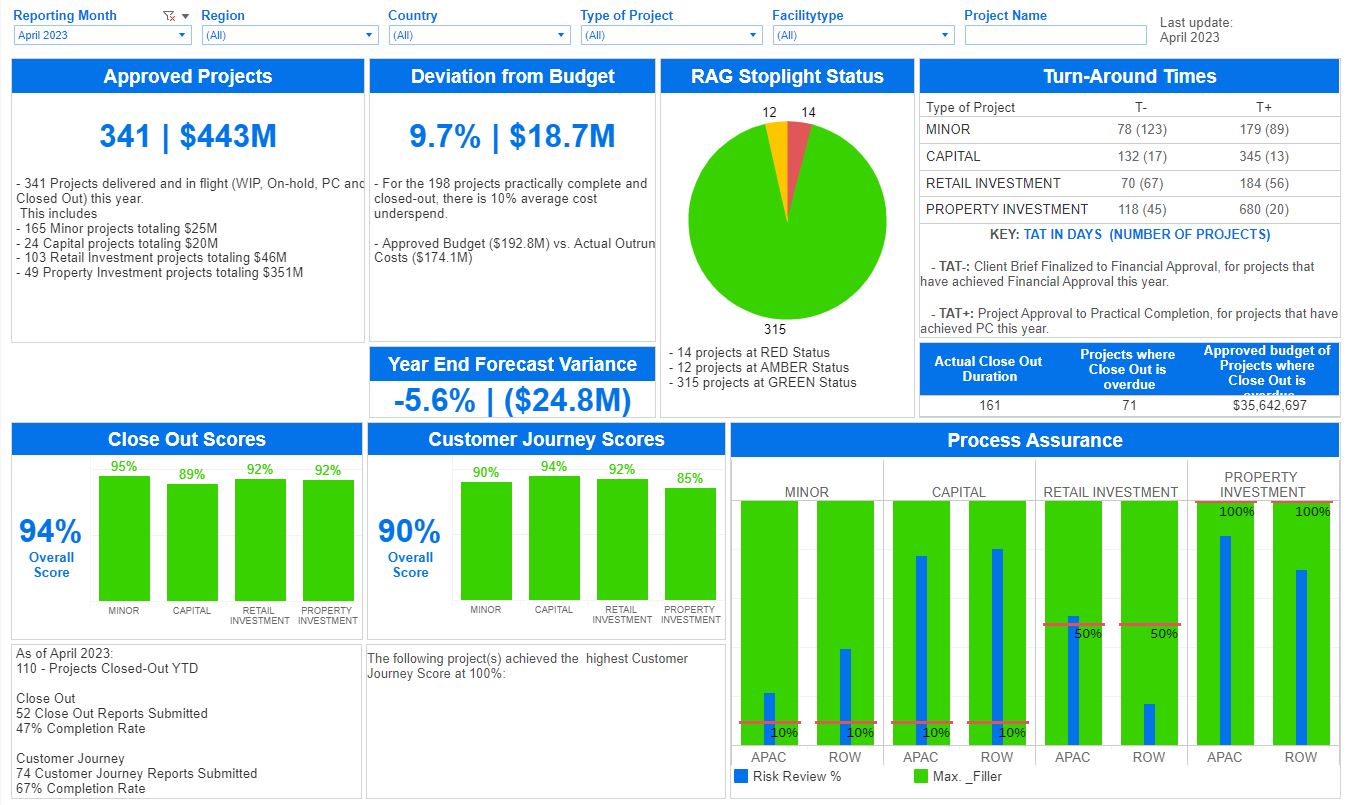 Reporting Month
April 2023
Region
(All)
Country
(All)
Type of Project
(All)
Facilitytype
(All)
Project Name
Last update:
April 2023
Approved Projects
341 | $443M
- 341 Projects delivered and in flight (WIP, On-hold, PC and
Closed Out) this year.
This includes
- 165 Minor projects totaling $25M
- 24 Capital projects totaling $20M
- 103 Retail Investment projects totaling $46M
- 49 Property Investment projects totaling $351M
Deviation from Budget
9.7% | $18.7M
- For the 198 projects practically complete and
closed-out, there is 10% average cost
underspend.
- Approved Budget ($192.8M) vs. Actual Outrun
Costs ($174.1M)
Year End Forecast Variance
-5.6% | ($24.8M)
RAG Stoplight Status
12 14
315
- 14 projects at RED Status
- 12 projects at AMBER Status
- 315 projects at GREEN Status
Turn-Around Times
Type of Project T- T+
MINOR 78 (123) 179 (89)
CAPITAL 132 (17) 345 (13)
RETAIL INVESTMENT 70 (67) 184 (56)
PROPERTY INVESTMENT 118 (45) 680 (20)
KEY: TAT IN DAYS (NUMBER OF PROJECTS)
- TAT-: Client Brief Finalized to Financial Approval, for projects that
have achieved Financial Approval this year.
- TAT+: Project Approval to Practical Completion, for projects that have
achieved PC this year.
Actual Close Out
Duration
Projects where
Close Out is
overdue
Approved budget of
Projects where
Close Out is
overdue
161 71 $35,642,697
Close Out Scores
94%
Overall
Score
95% 89% 92% 92%
MINOR CAPITAL RETAIL INVESTMENT PROPERTY INVESTMENT
As of April 2023:
110 - Projects Closed-Out YTD
Close Out
52 Close Out Reports Submitted
47% Completion Rate
Customer Journey
74 Customer Journey Reports Submitted
67% Completion Rate
Customer Journey Scores
90%
Overall
Score
90% 94% 92% 85%
MINOR CAPITAL RETAIL INVESTMENT PROPERTY INVESTMENT
The following project(s) achieved the highest Customer
Journey Score at 100%:
Process Assurance
MINOR CAPITAL RETAIL INVESTMENT PROPERTY INVESTMENT
100% 100%
50% 50%
10% 10% 10% 10%
APAC ROW APAC ROW APAC ROW APAC ROW
Risk Review % Max. _Filler